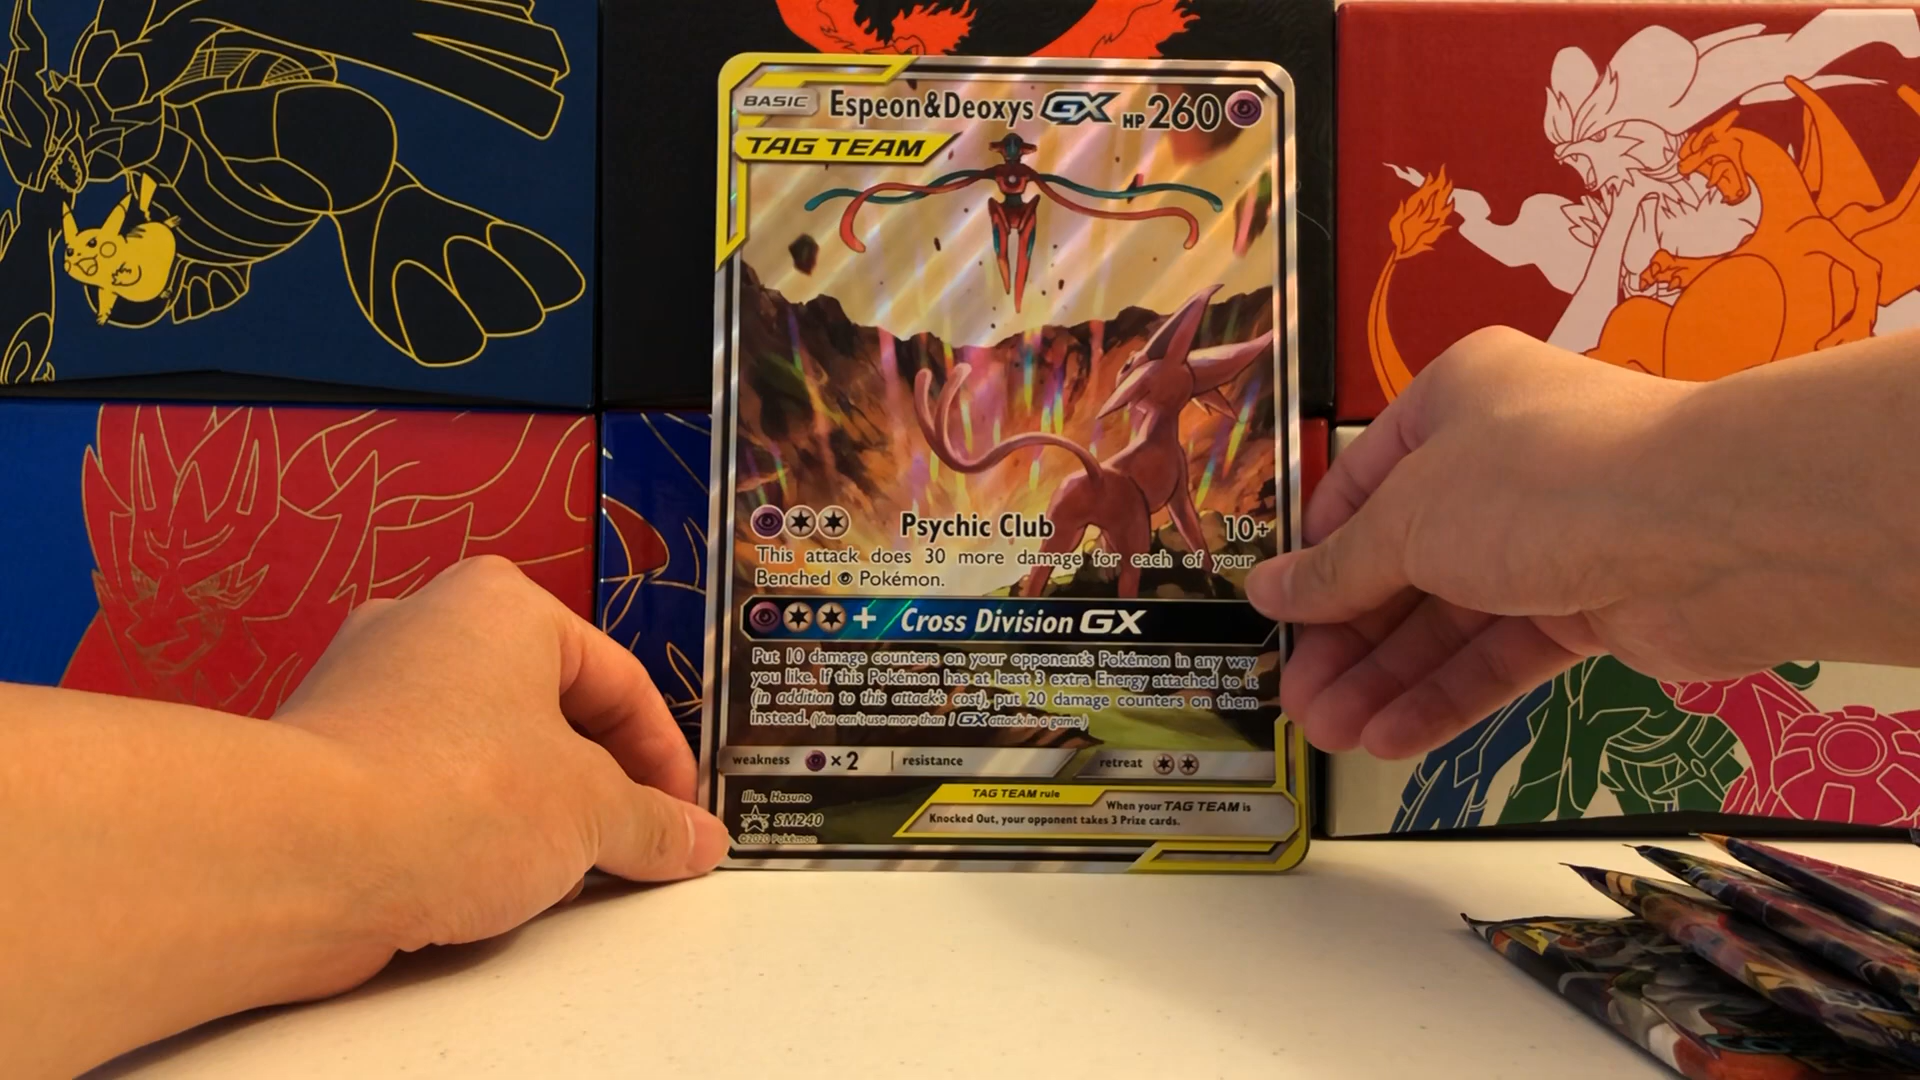 BASIC Espeon&Deoxys GX HP 260
TAG TEAM
Psychic Club 10+
This attack does 30 more damage for each of your
Benched Pokémon.
+ Cross Division GX
Put 10 damage counters on your opponent's Pokémon in any way
you like. If this Pokémon has at least 3 extra Energy attached to it
(in addition to this attack's cost), put 20 damage counters on them
instead. (You can't use more than 1 GX attack in a game.)
weakness ×2 resistance retreat
Illus. Hasuno
SM240
©2020 Pokémon
TAG TEAM rule
When your TAG TEAM is
Knocked Out, your opponent takes 3 Prize cards.